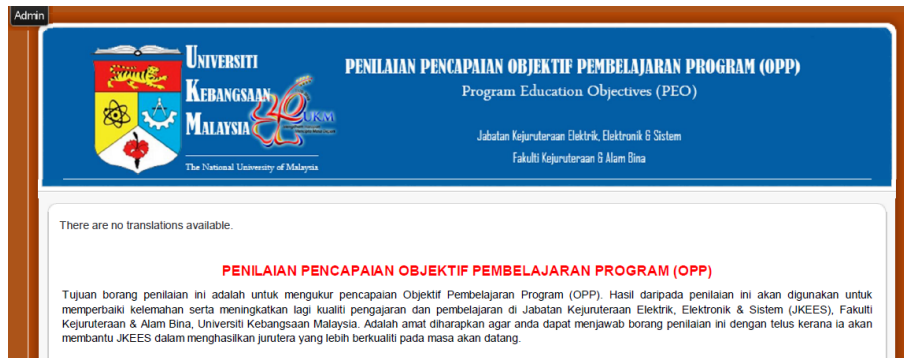 Admin
UNIVERSITI
KEBANGSAAN
MALAYSIA
UKM
The National University of Malaysia
PENILAIAN PENCAPAIAN OBJEKTIF PEMBELAJARAN PROGRAM (OPP)
Program Education Objectives (PEO)
Jabatan Kejuruteraan Elektrik, Elektronik & Sistem
Fakulti Kejuruteraan & Alam Bina
There are no translations available.
PENILAIAN PENCAPAIAN OBJEKTIF PEMBELAJARAN PROGRAM (OPP)
Tujuan borang penilaian ini adalah untuk mengukur pencapaian Objektif Pembelajaran Program (OPP). Hasil daripada penilaian ini akan digunakan untuk
memperbaiki kelemahan serta meningkatkan lagi kualiti pengajaran dan pembelajaran di Jabatan Kejuruteraan Elektrik, Elektronik & Sistem (JKEES), Fakulti
Kejuruteraan & Alam Bina, Universiti Kebangsaan Malaysia. Adalah amat diharapkan agar anda dapat menjawab borang penilaian ini dengan telus kerana ia akan
membantu JKEES dalam menghasilkan jurutera yang lebih berkualiti pada masa akan datang.